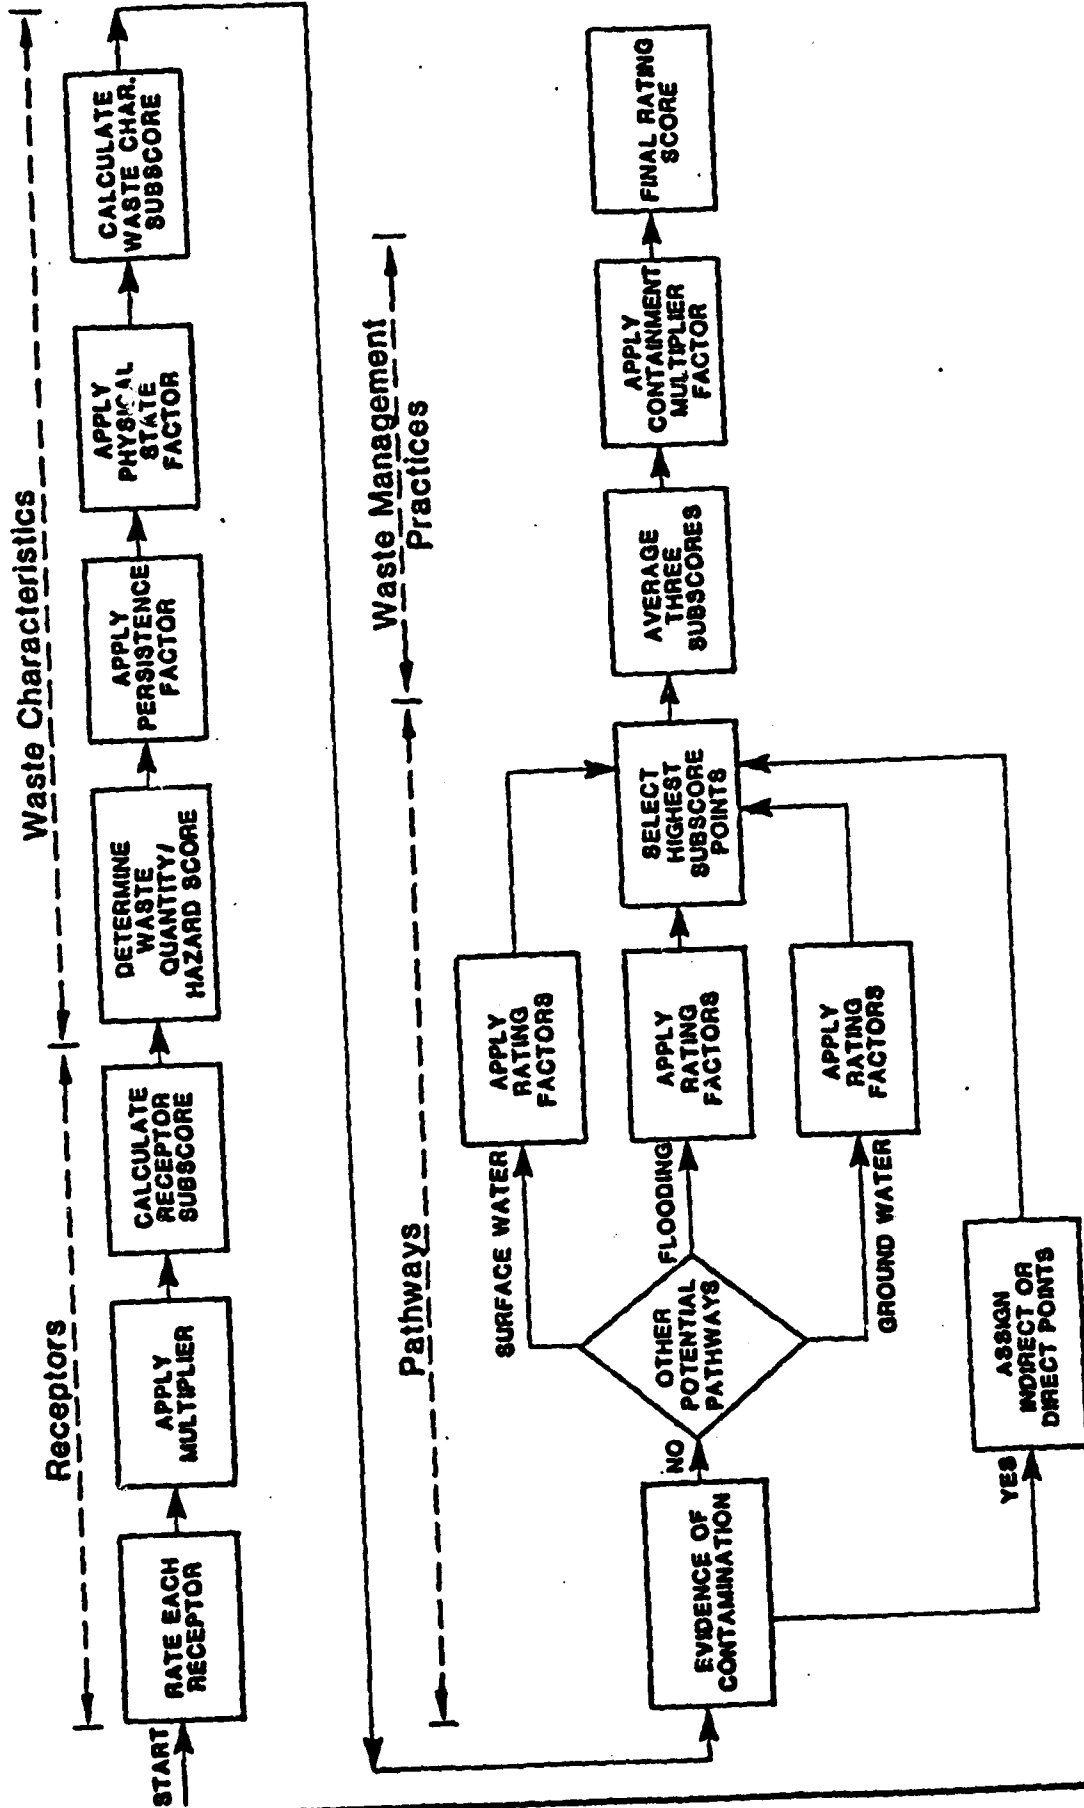 Receptors
Waste Characteristics
START
RATE EACH
RECEPTOR
APPLY
MULTIPLIER
CALCULATE
RECEPTOR
SUBSCORE
DETERMINE
WASTE
QUANTITY/
HAZARD SCORE
APPLY
PERSISTENCE
FACTOR
APPLY
PHYSICAL
STATE
FACTOR
CALCULATE
WASTE CHAR.
SUBSCORE
Pathways
Waste Management
Practices
EVIDENCE OF
CONTAMINATION
NO
YES
OTHER
POTENTIAL
PATHWAYS
SURFACE WATER
FLOODING
GROUND WATER
APPLY
RATING
FACTORS
APPLY
RATING
FACTORS
APPLY
RATING
FACTORS
ASSIGN
INDIRECT OR
DIRECT POINTS
SELECT
HIGHEST
SUBSCORE
POINTS
AVERAGE
THREE
SUBSCORES
APPLY
CONTAINMENT
MULTIPLIER
FACTOR
FINAL RATING
SCORE